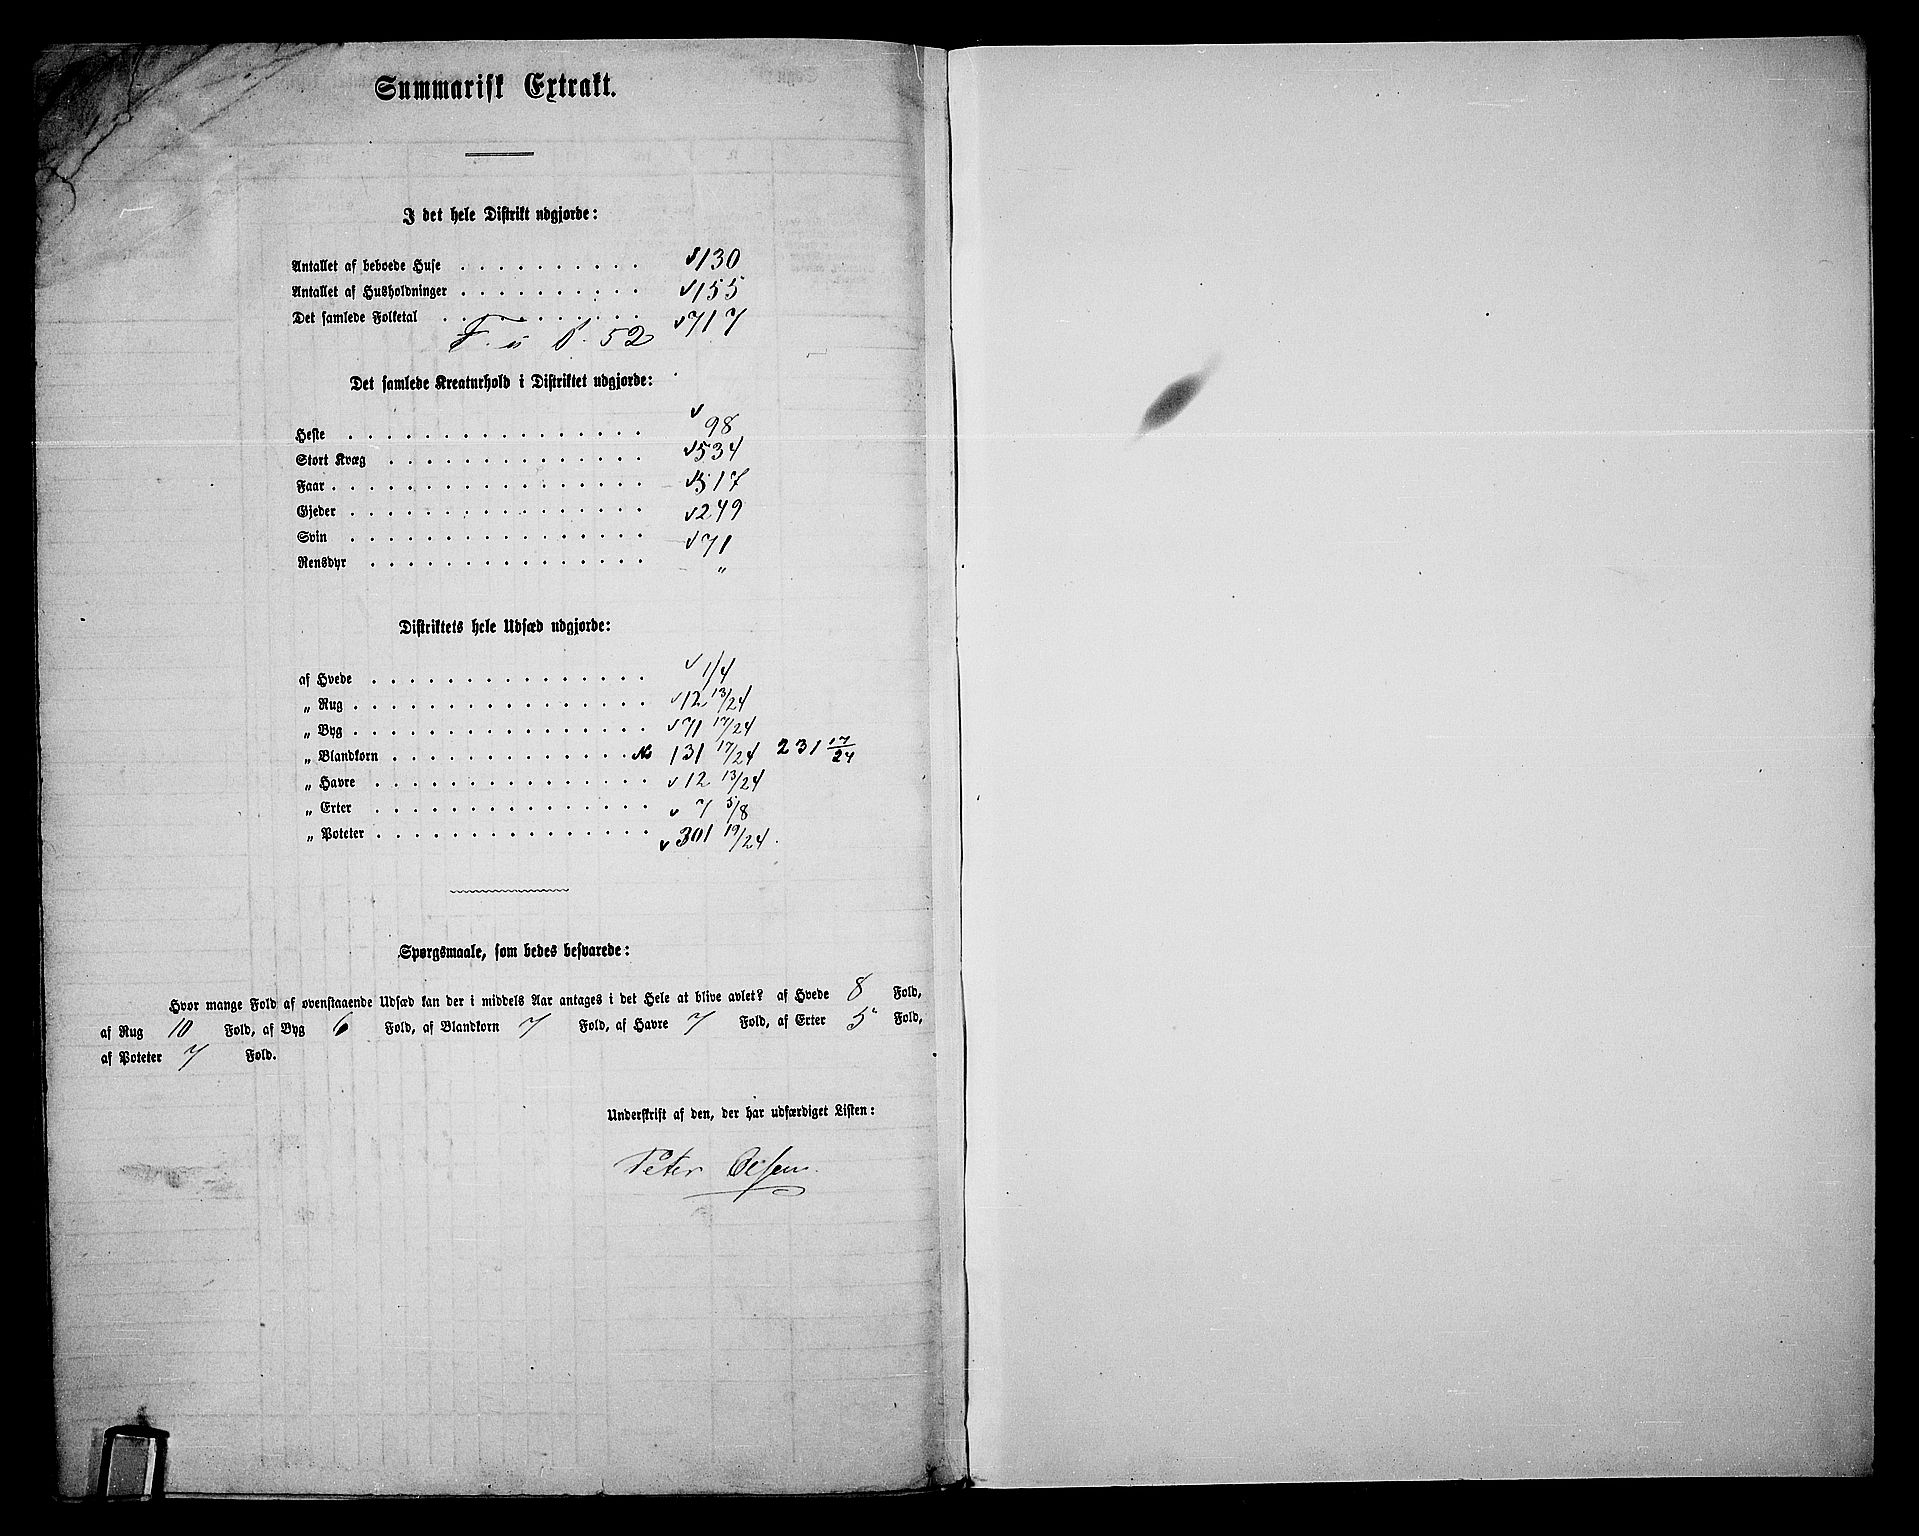 Summarisk Extrakt.
I det hele Distrikt udgjorde:
Antallet af beboede Huse . . . . . . . . . . 130
Antallet af Husholdninger . . . . . . . . . . 155
Det samlede Folketal . . . . . . . . . . . 717
F. u P. 52
Det samlede Kreaturhold i Distriktet udgjorde:
Heste . . . . . . . . . . . . . . . . 98
Stort Kvæg . . . . . . . . . . . . . . 534
Faar . . . . . . . . . . . . . . . . . 517
Gjeder . . . . . . . . . . . . . . . . 249
Svin . . . . . . . . . . . . . . . . 71
Rensdyr . . . . . . . . . . . . . . . "
Distriktets hele Udsæd udgjorde:
af Hvede . . . . . . . . . . . . . . . 1/4
„ Rug . . . . . . . . . . . . . . . . 12 13/24
„ Byg . . . . . . . . . . . . . . . . 71 17/24
„ Blandkorn . . . . . . . . . . . . . 131 17/24 231 17/24
„ Havre . . . . . . . . . . . . . . . 12 13/24
„ Erter . . . . . . . . . . . . . . . 7 5/8
„ Poteter . . . . . . . . . . . . . . . 301 19/24.
Spørgsmaale, som bedes besvarede:
Hvor mange Fold af ovenstaaende Udsæd kan der i middels Aar antages i det Hele at blive avlet? af Hvede 8 Fold,
af Rug 10 Fold, af Byg 6 Fold, af Blandkorn 7 Fold, af Havre 7 Fold, af Erter 5 Fold,
af Poteter 7 Fold.
Underskrift af den, der har udfærdiget Listen:
Peter Olsen.